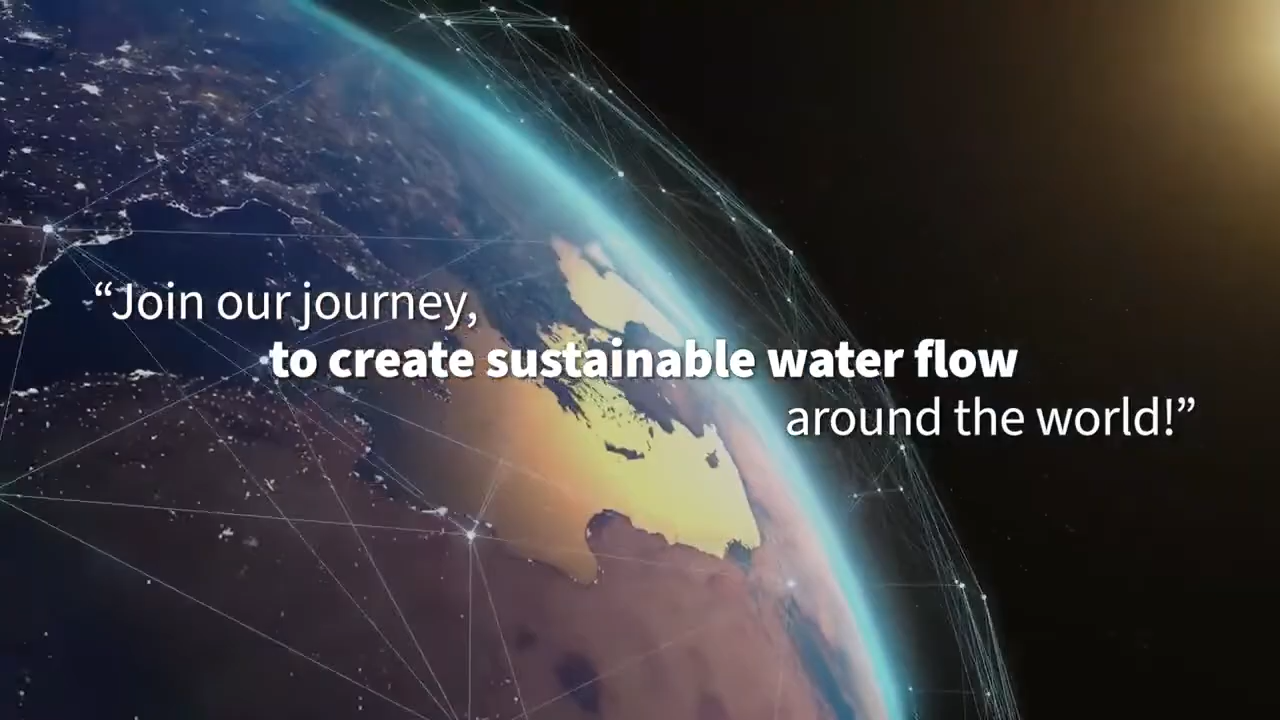 “Join our journey,
to create sustainable water flow
around the world!”